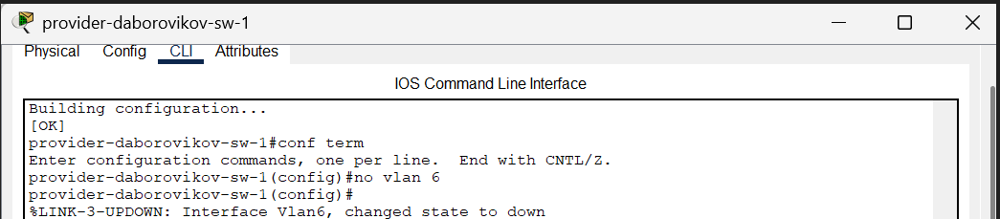 provider-daborovikov-sw-1
Physical Config CLI Attributes
IOS Command Line Interface
Building configuration...
[OK]
provider-daborovikov-sw-1#conf term
Enter configuration commands, one per line.  End with CNTL/Z.
provider-daborovikov-sw-1(config)#no vlan 6
provider-daborovikov-sw-1(config)#
%LINK-3-UPDOWN: Interface Vlan6, changed state to down